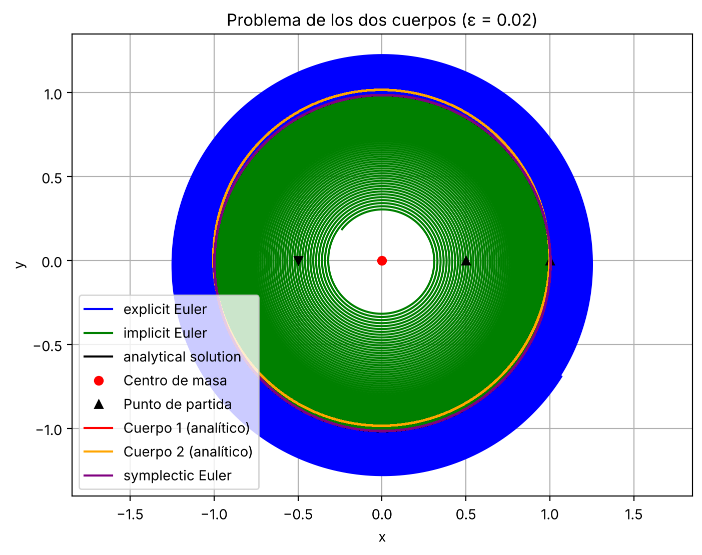 Problema de los dos cuerpos (ε = 0.02)
y
1.0
0.5
0.0
−0.5
−1.0
explicit Euler
implicit Euler
analytical solution
Centro de masa
Punto de partida
Cuerpo 1 (analítico)
Cuerpo 2 (analítico)
symplectic Euler
−1.5 −1.0 −0.5 0.0 0.5 1.0 1.5
x